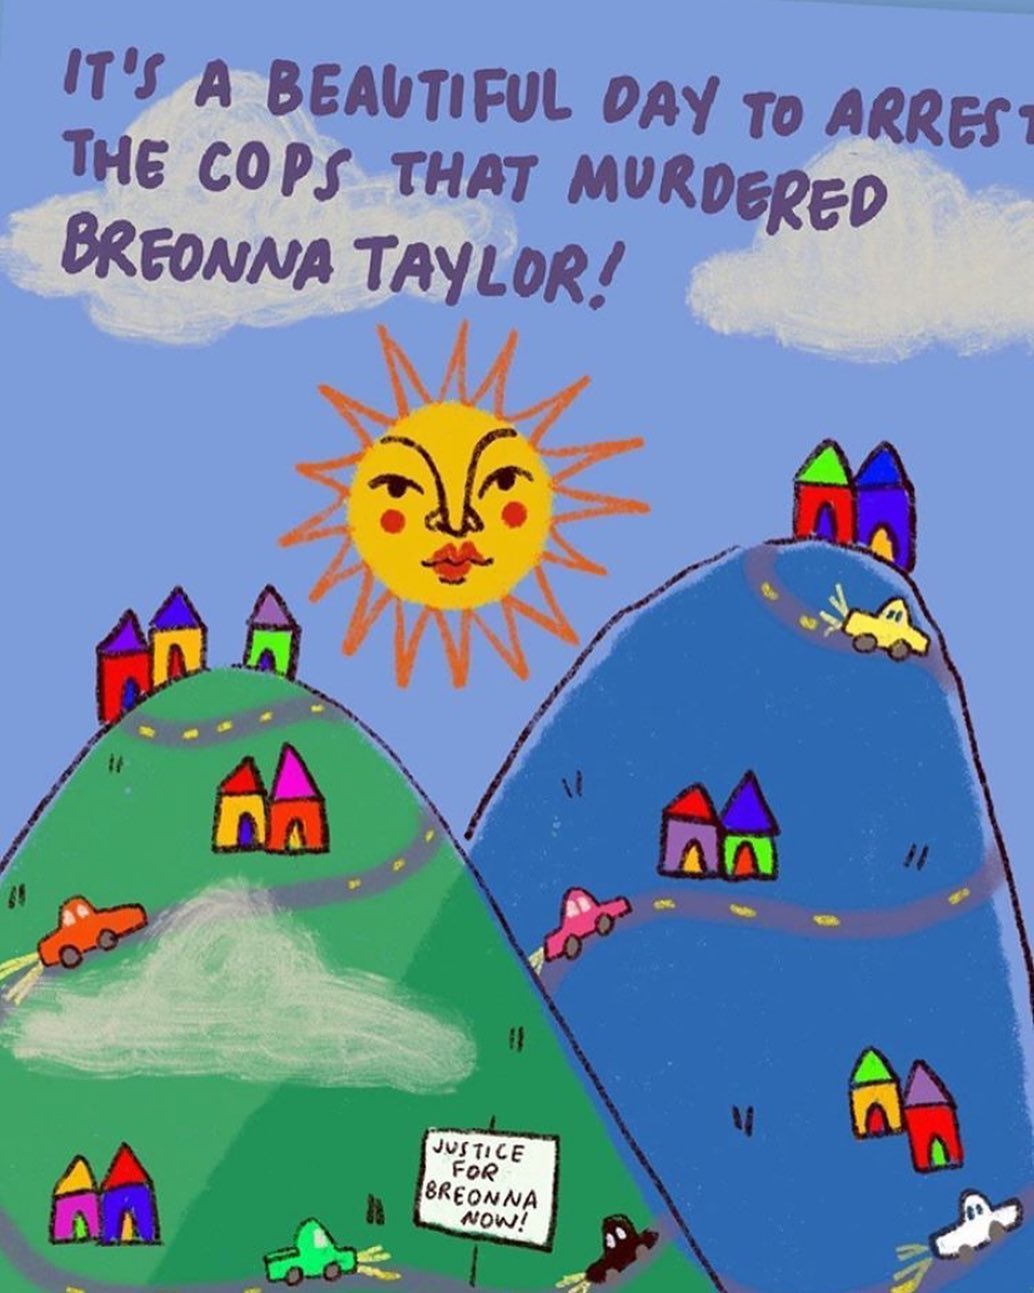 IT'S A BEAUTIFUL DAY TO ARREST
THE COPS THAT MURDERED
BREONNA TAYLOR!
JUSTICE
FOR
BREONNA
NOW!